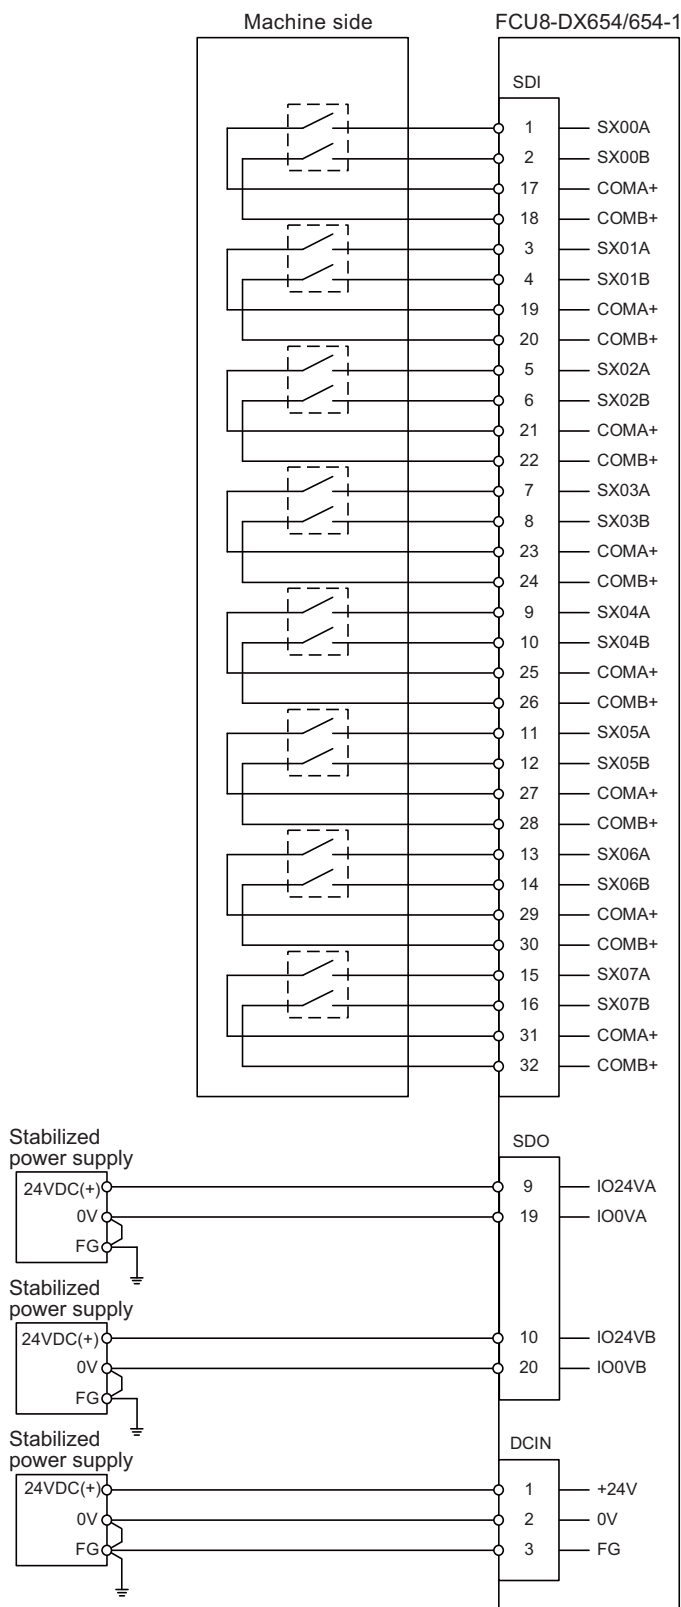 Machine side
FCU8-DX654/654-1
SDI
1 SX00A
2 SX00B
17 COMA+
18 COMB+
3 SX01A
4 SX01B
19 COMA+
20 COMB+
5 SX02A
6 SX02B
21 COMA+
22 COMB+
7 SX03A
8 SX03B
23 COMA+
24 COMB+
9 SX04A
10 SX04B
25 COMA+
26 COMB+
11 SX05A
12 SX05B
27 COMA+
28 COMB+
13 SX06A
14 SX06B
29 COMA+
30 COMB+
15 SX07A
16 SX07B
31 COMA+
32 COMB+
Stabilized
power supply
SDO
24VDC(+) 9 IO24VA
0V 19 IO0VA
FG
Stabilized
power supply
24VDC(+) 10 IO24VB
0V 20 IO0VB
FG
Stabilized
power supply
DCIN
24VDC(+) 1 +24V
0V 2 0V
FG 3 FG